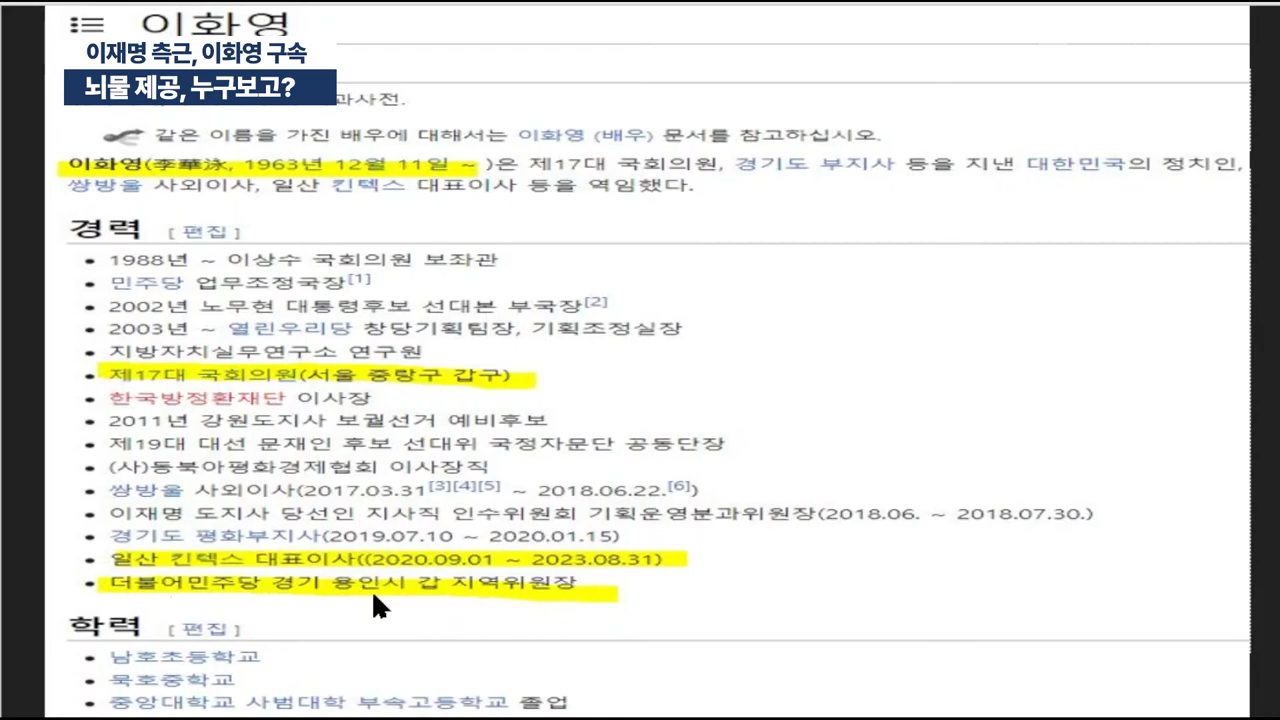 이화영
이재명 측근, 이화영 구속
뇌물 제공, 누구보고?
과사전.
같은 이름을 가진 배우에 대해서는 이화영 (배우) 문서를 참고하십시오.
이화영(李華泳, 1963년 12월 11일 ~ )은 제17대 국회의원, 경기도 부지사 등을 지낸 대한민국의 정치인,
쌍방울 사외이사, 일산 킨텍스 대표이사 등을 역임했다.
경력 [ 편집 ]
1988년 ~ 이상수 국회의원 보좌관
민주당 업무조정국장[1]
2002년 노무현 대통령후보 선대본 부국장[2]
2003년 ~ 열린우리당 창당기획팀장, 기획조정실장
지방자치실무연구소 연구원
제17대 국회의원(서울 중랑구 갑구)
한국방정환재단 이사장
2011년 강원도지사 보궐선거 예비후보
제19대 대선 문재인 후보 선대위 국정자문단 공동단장
(사)동북아평화경제협회 이사장직
쌍방울 사외이사(2017.03.31[3][4][5] ~ 2018.06.22.[6])
이재명 도지사 당선인 지사직 인수위원회 기획운영분과위원장(2018.06. ~ 2018.07.30.)
경기도 평화부지사(2019.07.10 ~ 2020.01.15)
일산 킨텍스 대표이사((2020.09.01 ~ 2023.08.31)
더불어민주당 경기 용인시 갑 지역위원장
학력 [ 편집 ]
남호초등학교
묵호중학교
중앙대학교 사범대학 부속고등학교 졸업